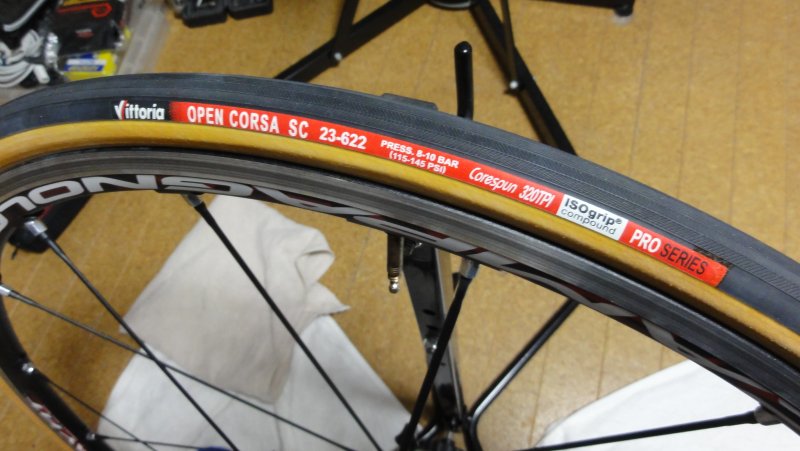 Vittoria OPEN CORSA SC 23-622 PRESS. 8-10 BAR
(115-145 PSI)
Corespun 320TPI
ISOgrip®
compound
PRO SERIES